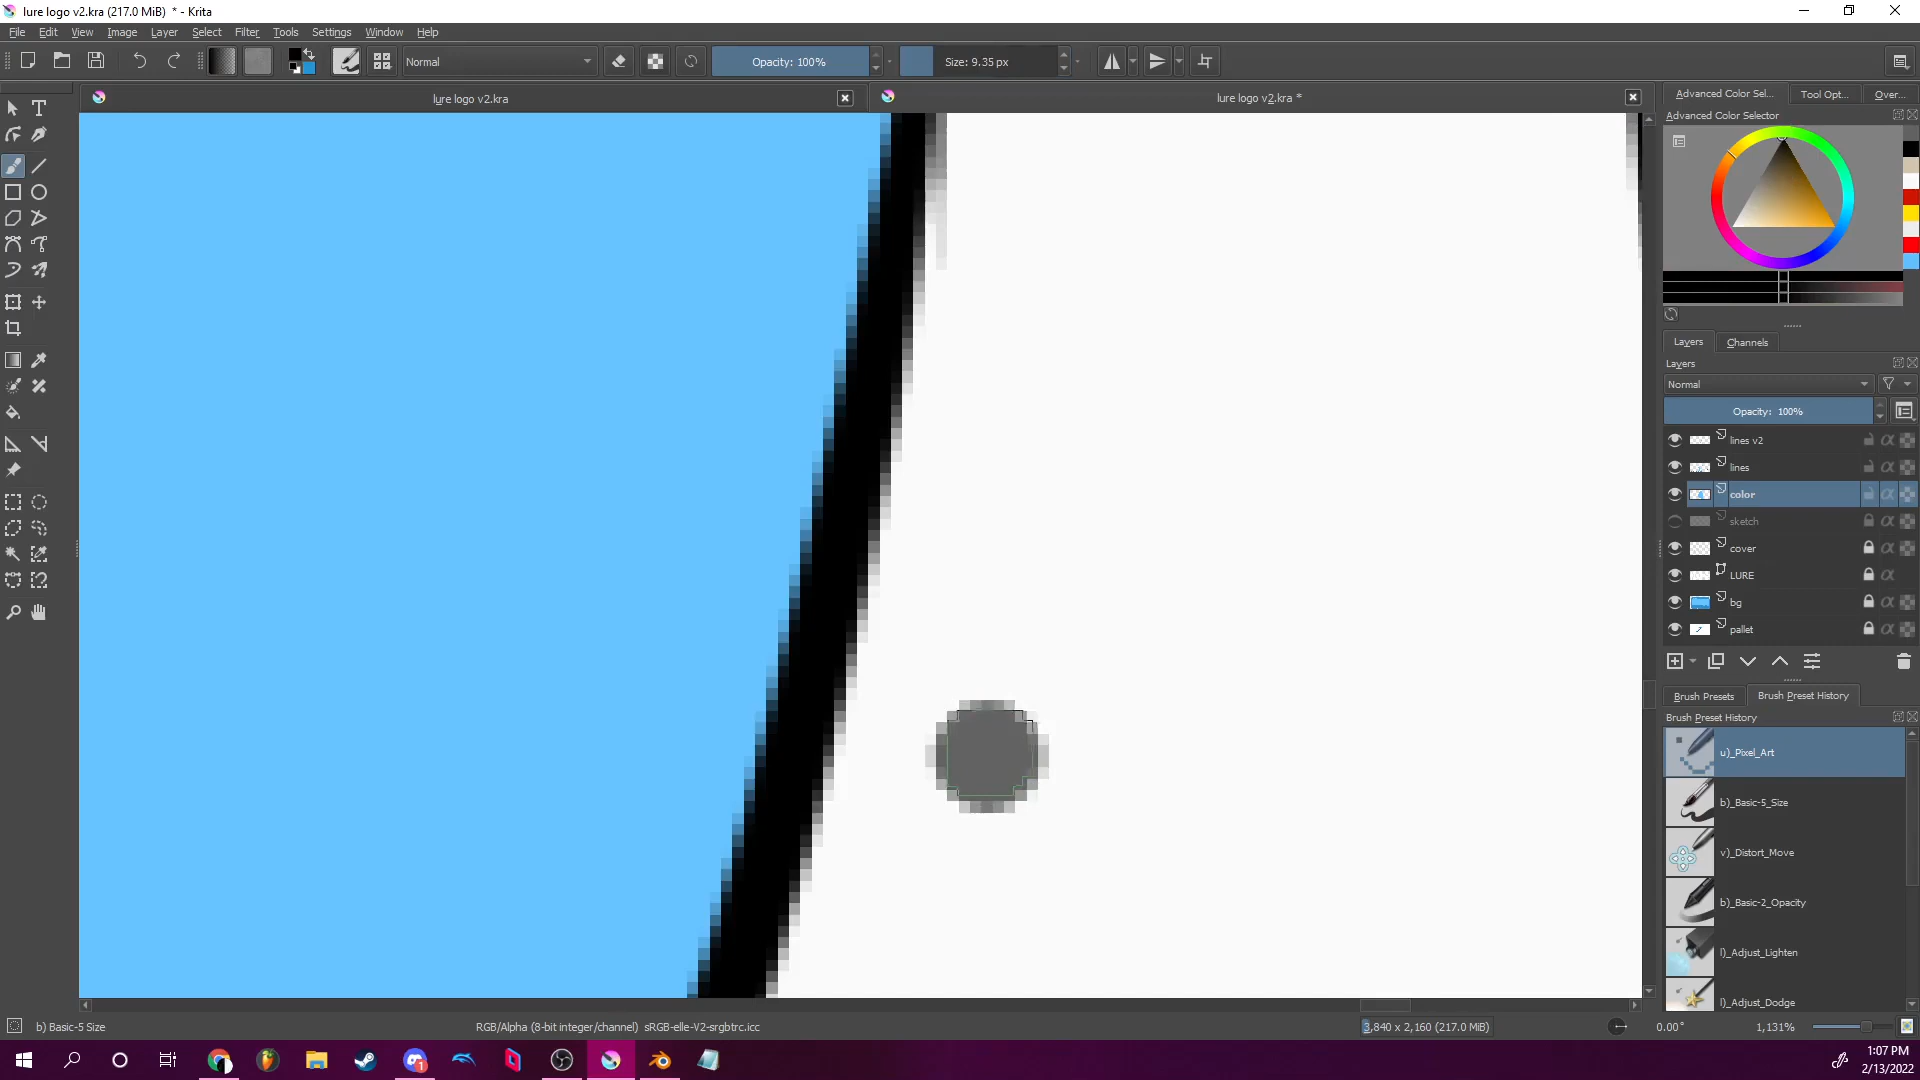 lure logo v2.kra (217.0 MiB)  * - Krita
File Edit View Image Layer Select Filter Tools Settings Window Help
Normal
Opacity: 100%
Size: 9.35 px
lure logo v2.kra
lure logo v2.kra *
Advanced Color Sel...
Tool Opt...
Over...
Advanced Color Selector
Layers
Channels
Layers
Normal
Opacity: 100%
lines v2
lines
color
sketch
cover
LURE
bg
pallet
Brush Presets
Brush Preset History
Brush Preset History
u)_Pixel_Art
b)_Basic-5_Size
v)_Distort_Move
b)_Basic-2_Opacity
l)_Adjust_Lighten
l)_Adjust_Dodge
b) Basic-5 Size
RGB/Alpha (8-bit integer/channel)  sRGB-elle-V2-srgbtrc.icc
3,840 x 2,160 (217.0 MiB)
0.00°
1,131%
1
1:07 PM
2/13/2022